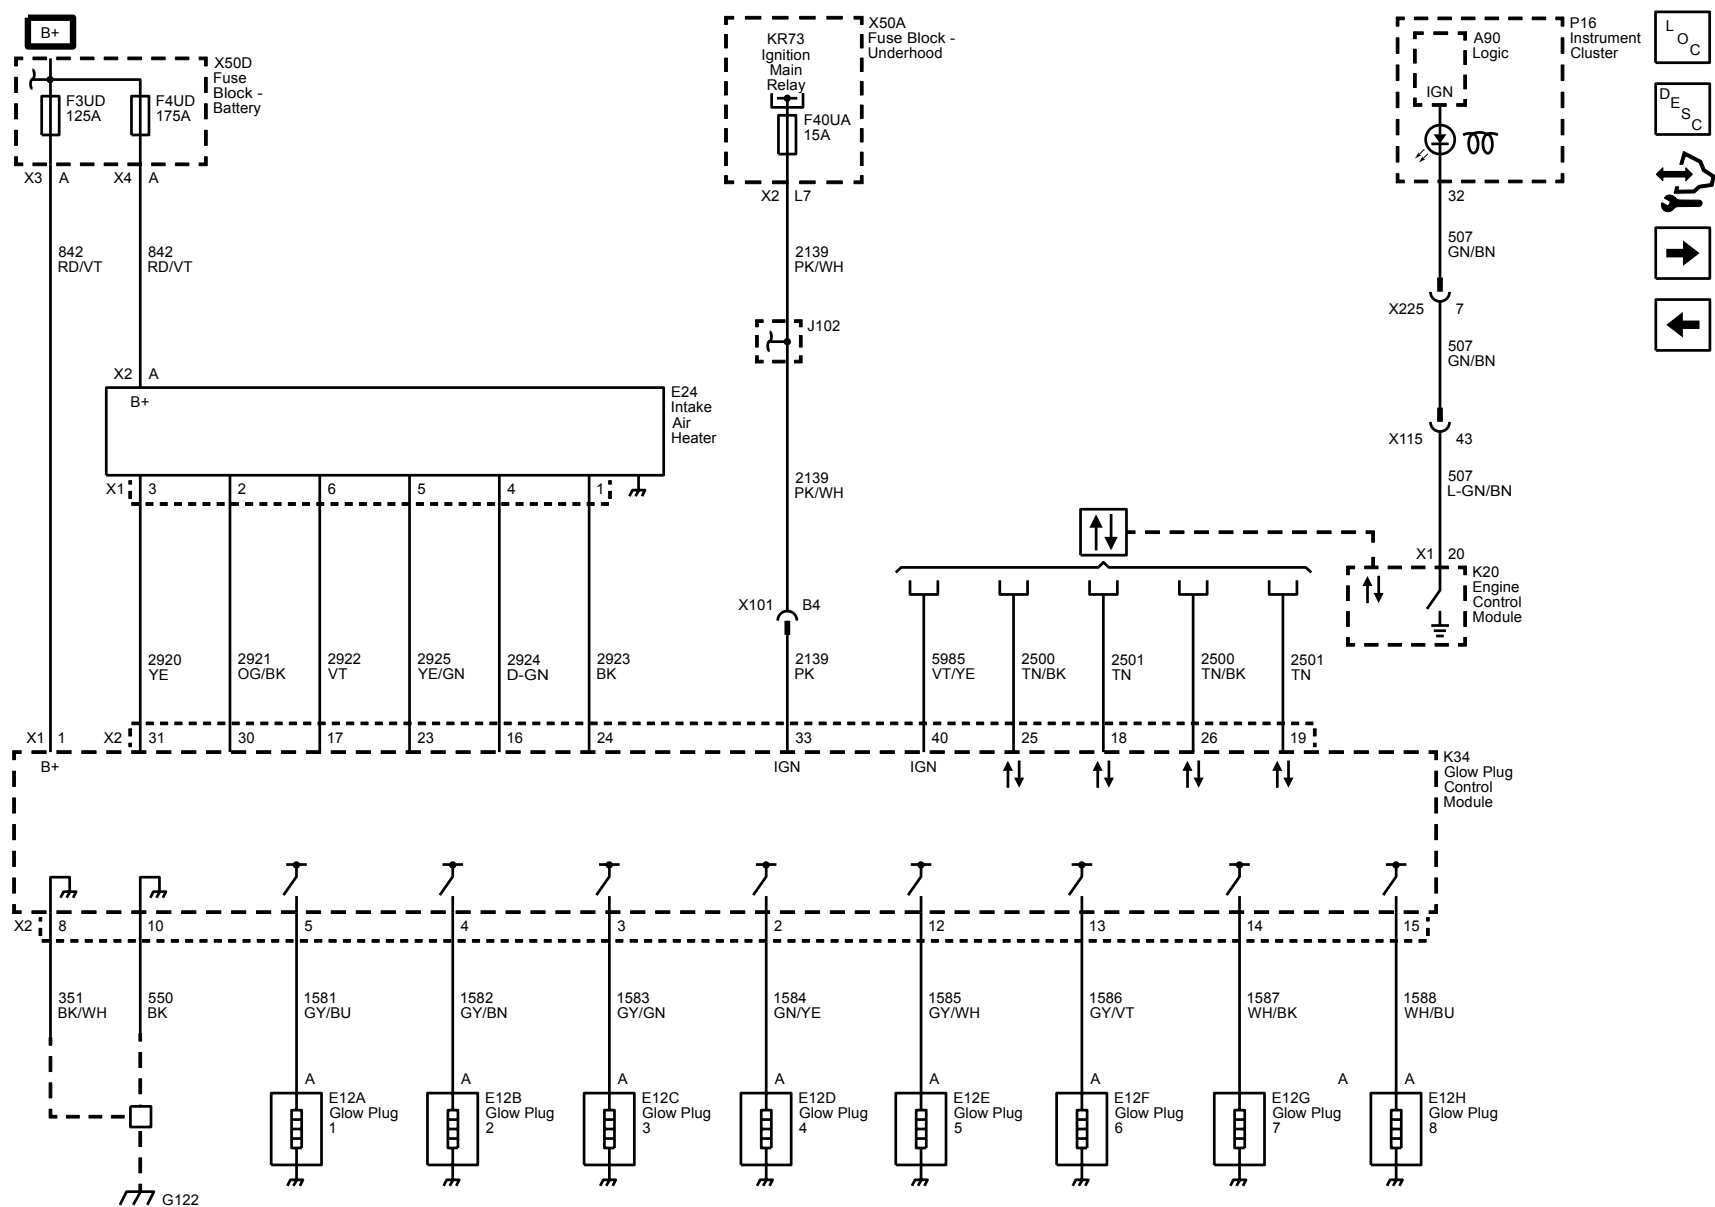 B+
X50D
Fuse
Block -
Battery
F3UD
125A
F4UD
175A
X3 A
X4 A
842
RD/VT
842
RD/VT
X2 A
B+
E24
Intake
Air
Heater
X1 3 2 6 5 4 1
X50A
Fuse Block -
Underhood
KR73
Ignition
Main
Relay
F40UA
15A
X2 L7
2139
PK/WH
J102
2139
PK/WH
X101 B4
2139
PK
P16
Instrument
Cluster
A90
Logic
IGN
32
507
GN/BN
X225 7
507
GN/BN
X115 43
507
L-GN/BN
X1 20
K20
Engine
Control
Module
L
O
C
D
E
S
C
2920
YE
2921
OG/BK
2922
VT
2925
YE/GN
2924
D-GN
2923
BK
5985
VT/YE
2500
TN/BK
2501
TN
2500
TN/BK
2501
TN
X1 1 X2 31 30 17 23 16 24 33 40 25 18 26 19
B+ IGN IGN
K34
Glow Plug
Control
Module
X2 8 10 5 4 3 2 12 13 14 15
351
BK/WH
550
BK
1581
GY/BU
1582
GY/BN
1583
GY/GN
1584
GN/YE
1585
GY/WH
1586
GY/VT
1587
WH/BK
1588
WH/BU
A A A A A A A A
E12A
Glow Plug
1
E12B
Glow Plug
2
E12C
Glow Plug
3
E12D
Glow Plug
4
E12E
Glow Plug
5
E12F
Glow Plug
6
E12G
Glow Plug
7
E12H
Glow Plug
8
G122